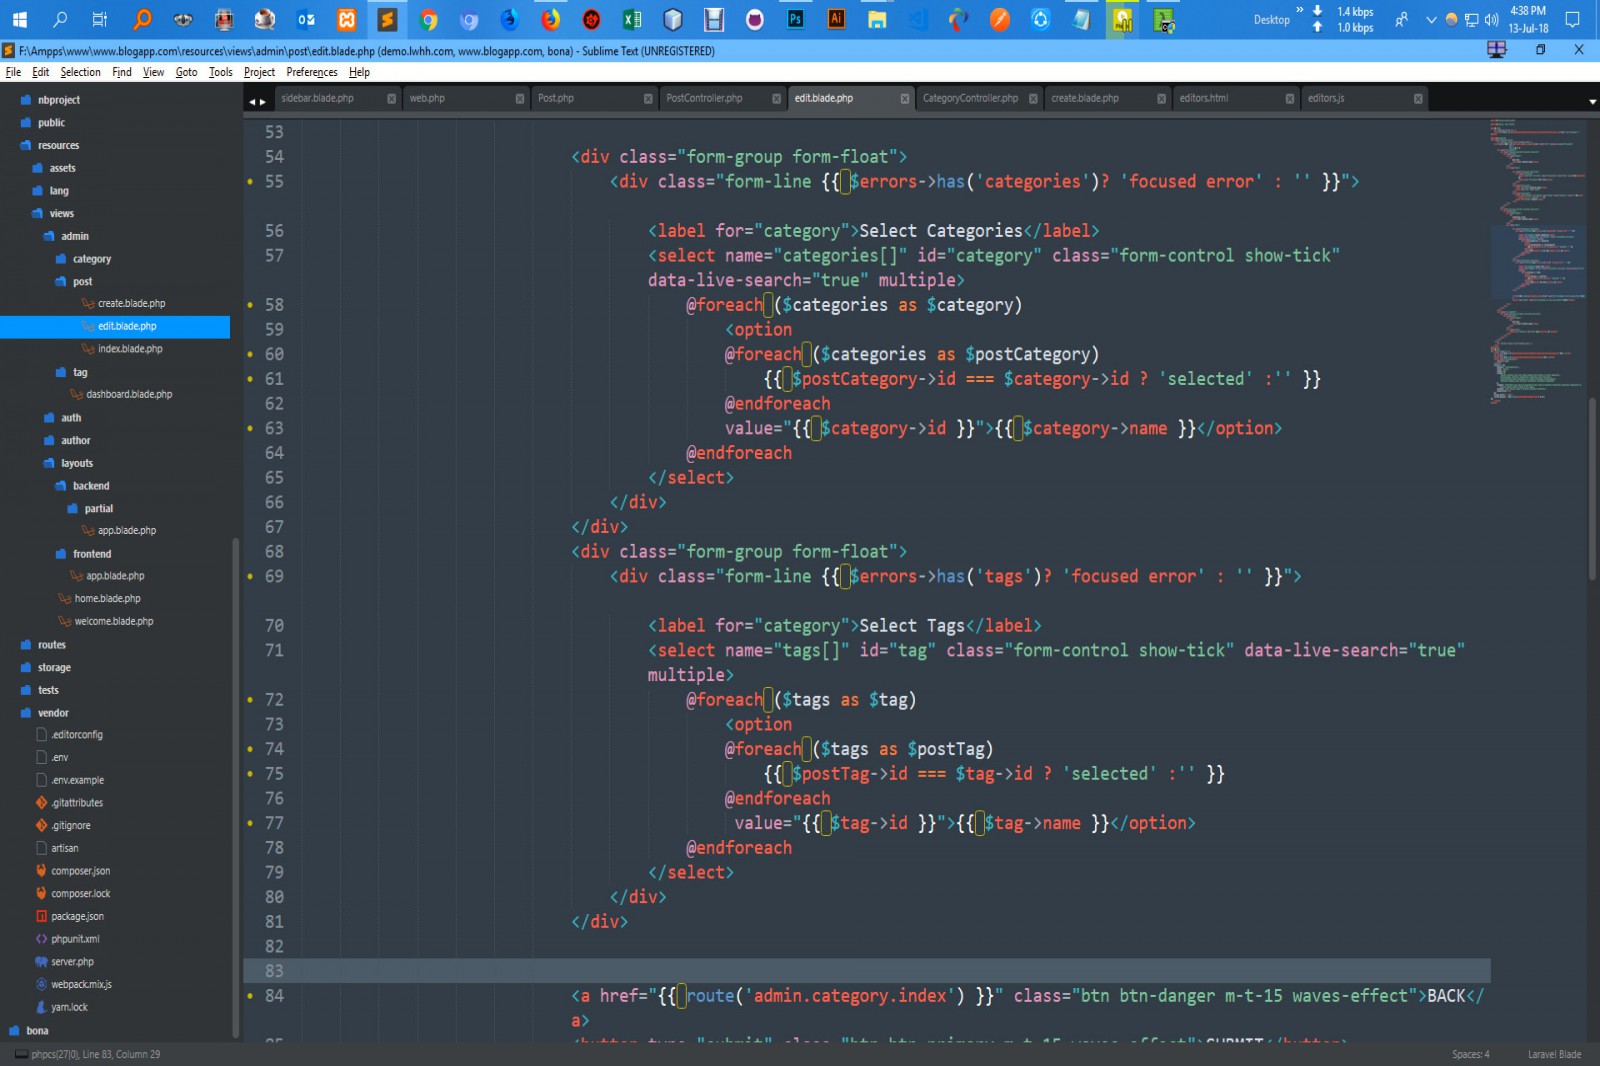 Desktop
1.4 kbps
1.0 kbps
4:38 PM
13-Jul-18
F:\Ampps\www\www.blogapp.com\resources\views\admin\post\edit.blade.php (demo.lwhh.com, www.blogapp.com, bona) - Sublime Text (UNREGISTERED)
File Edit Selection Find View Goto Tools Project Preferences Help
sidebar.blade.php web.php Post.php PostController.php edit.blade.php CategoryController.php create.blade.php editors.html editors.js
nbproject
public
resources
assets
lang
views
admin
category
post
create.blade.php
edit.blade.php
index.blade.php
tag
dashboard.blade.php
auth
author
layouts
backend
partial
app.blade.php
frontend
app.blade.php
home.blade.php
welcome.blade.php
routes
storage
tests
vendor
.editorconfig
.env
.env.example
.gitattributes
.gitignore
artisan
composer.json
composer.lock
package.json
phpunit.xml
server.php
webpack.mix.js
yarn.lock
bona
53
54 <div class="form-group form-float">
55 <div class="form-line {{ $errors->has('categories')? 'focused error' : '' }}">
56 <label for="category">Select Categories</label>
57 <select name="categories[]" id="category" class="form-control show-tick"
data-live-search="true" multiple>
58 @foreach ($categories as $category)
59 <option
60 @foreach ($categories as $postCategory)
61 {{ $postCategory->id === $category->id ? 'selected' :'' }}
62 @endforeach
63 value="{{ $category->id }}">{{ $category->name }}</option>
64 @endforeach
65 </select>
66 </div>
67 </div>
68 <div class="form-group form-float">
69 <div class="form-line {{ $errors->has('tags')? 'focused error' : '' }}">
70 <label for="category">Select Tags</label>
71 <select name="tags[]" id="tag" class="form-control show-tick" data-live-search="true"
multiple>
72 @foreach ($tags as $tag)
73 <option
74 @foreach ($tags as $postTag)
75 {{ $postTag->id === $tag->id ? 'selected' :'' }}
76 @endforeach
77 value="{{ $tag->id }}">{{ $tag->name }}</option>
78 @endforeach
79 </select>
80 </div>
81 </div>
82
83
84 <a href="{{ route('admin.category.index') }}" class="btn btn-danger m-t-15 waves-effect">BACK</
a>
phpcs(27|0), Line 83, Column 29
Spaces: 4
Laravel Blade